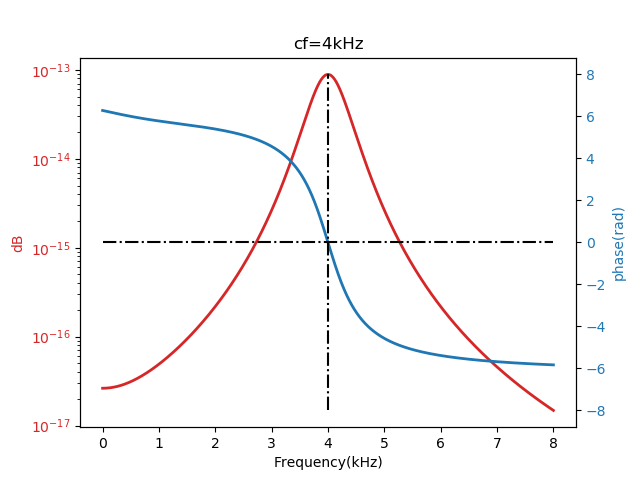 cf=4kHz
10⁻¹³
10⁻¹⁴
10⁻¹⁵
10⁻¹⁶
10⁻¹⁷
dB
8
6
4
2
0
−2
−4
−6
−8
phase(rad)
0 1 2 3 4 5 6 7 8
Frequency(kHz)